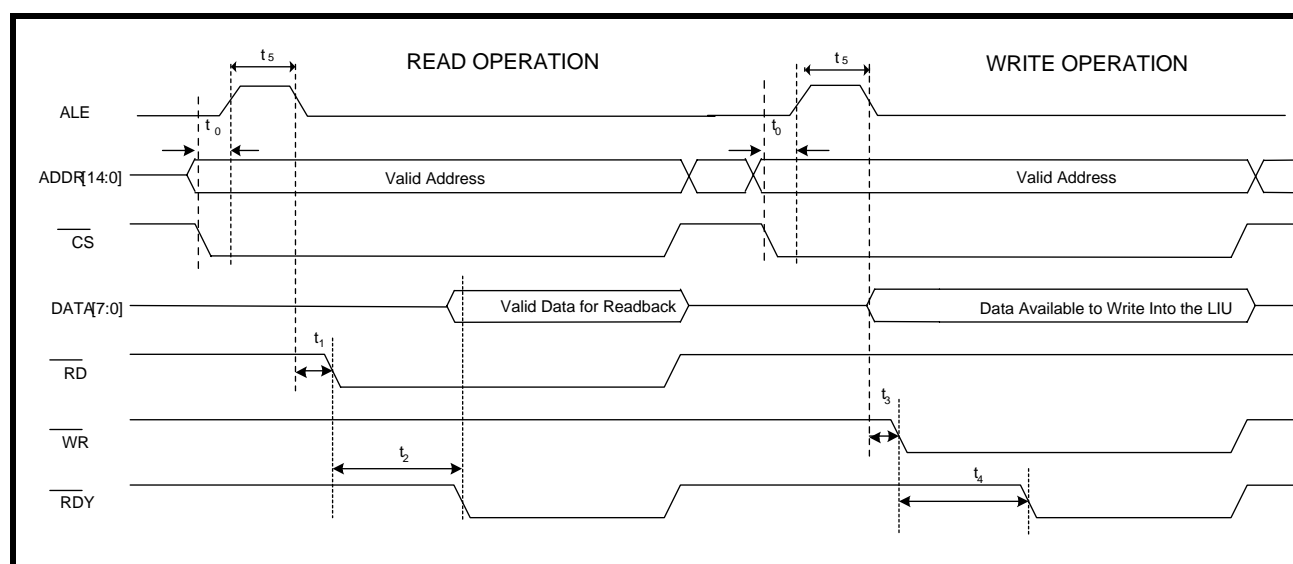 READ OPERATION
WRITE OPERATION
t5
t5
ALE
t0
t0
ADDR[14:0]
Valid Address
Valid Address
CS
DATA[7:0]
Valid Data for Readback
Data Available to Write Into the LIU
t1
RD
t3
WR
t2
t4
RDY